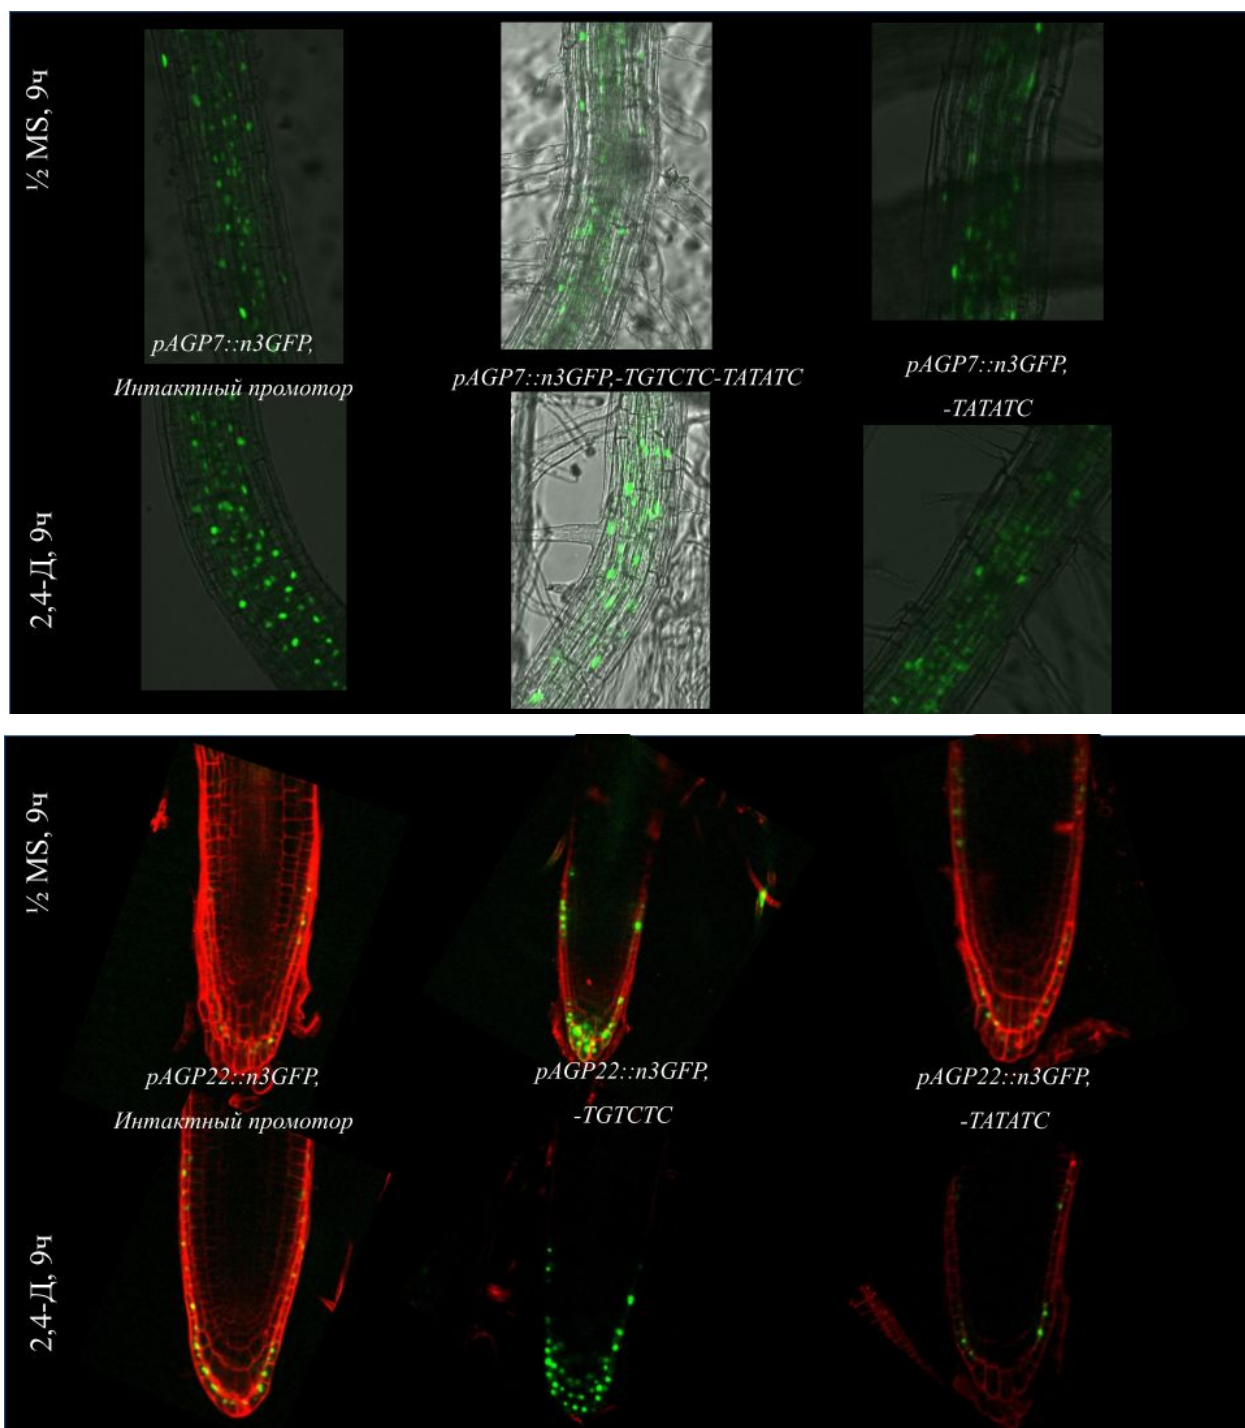 ½ MS, 9ч
pAGP7::n3GFP,
Интактный промотор
pAGP7::n3GFP,-TGTCTC-TATATC
pAGP7::n3GFP,
-TATATC
2,4-Д, 9ч
½ MS, 9ч
pAGP22::n3GFP,
Интактный промотор
pAGP22::n3GFP,
-TGTCTC
pAGP22::n3GFP,
-TATATC
2,4-Д, 9ч